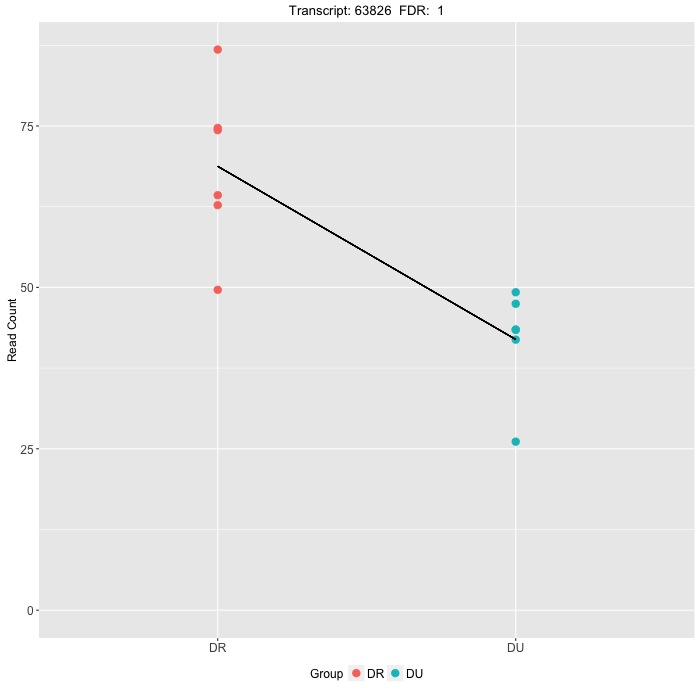 Transcript: 63826 FDR: 1
75
50
25
0
Read Count
DR DU
Group DR DU